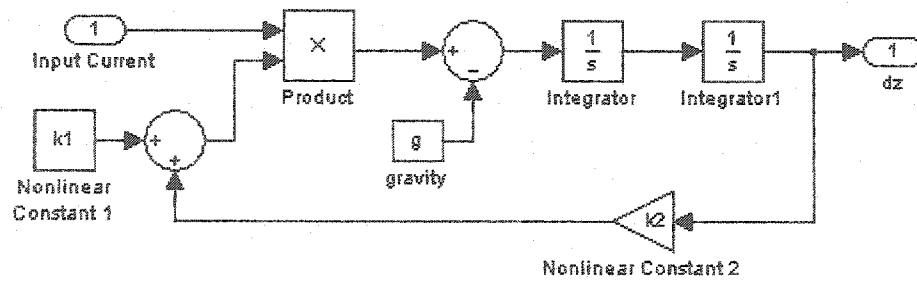 1
Input Current
×
Product
+
−
1
s
Integrator
1
s
Integrator1
1
dz
k1
Nonlinear
Constant 1
+
+
g
gravity
k2
Nonlinear Constant 2